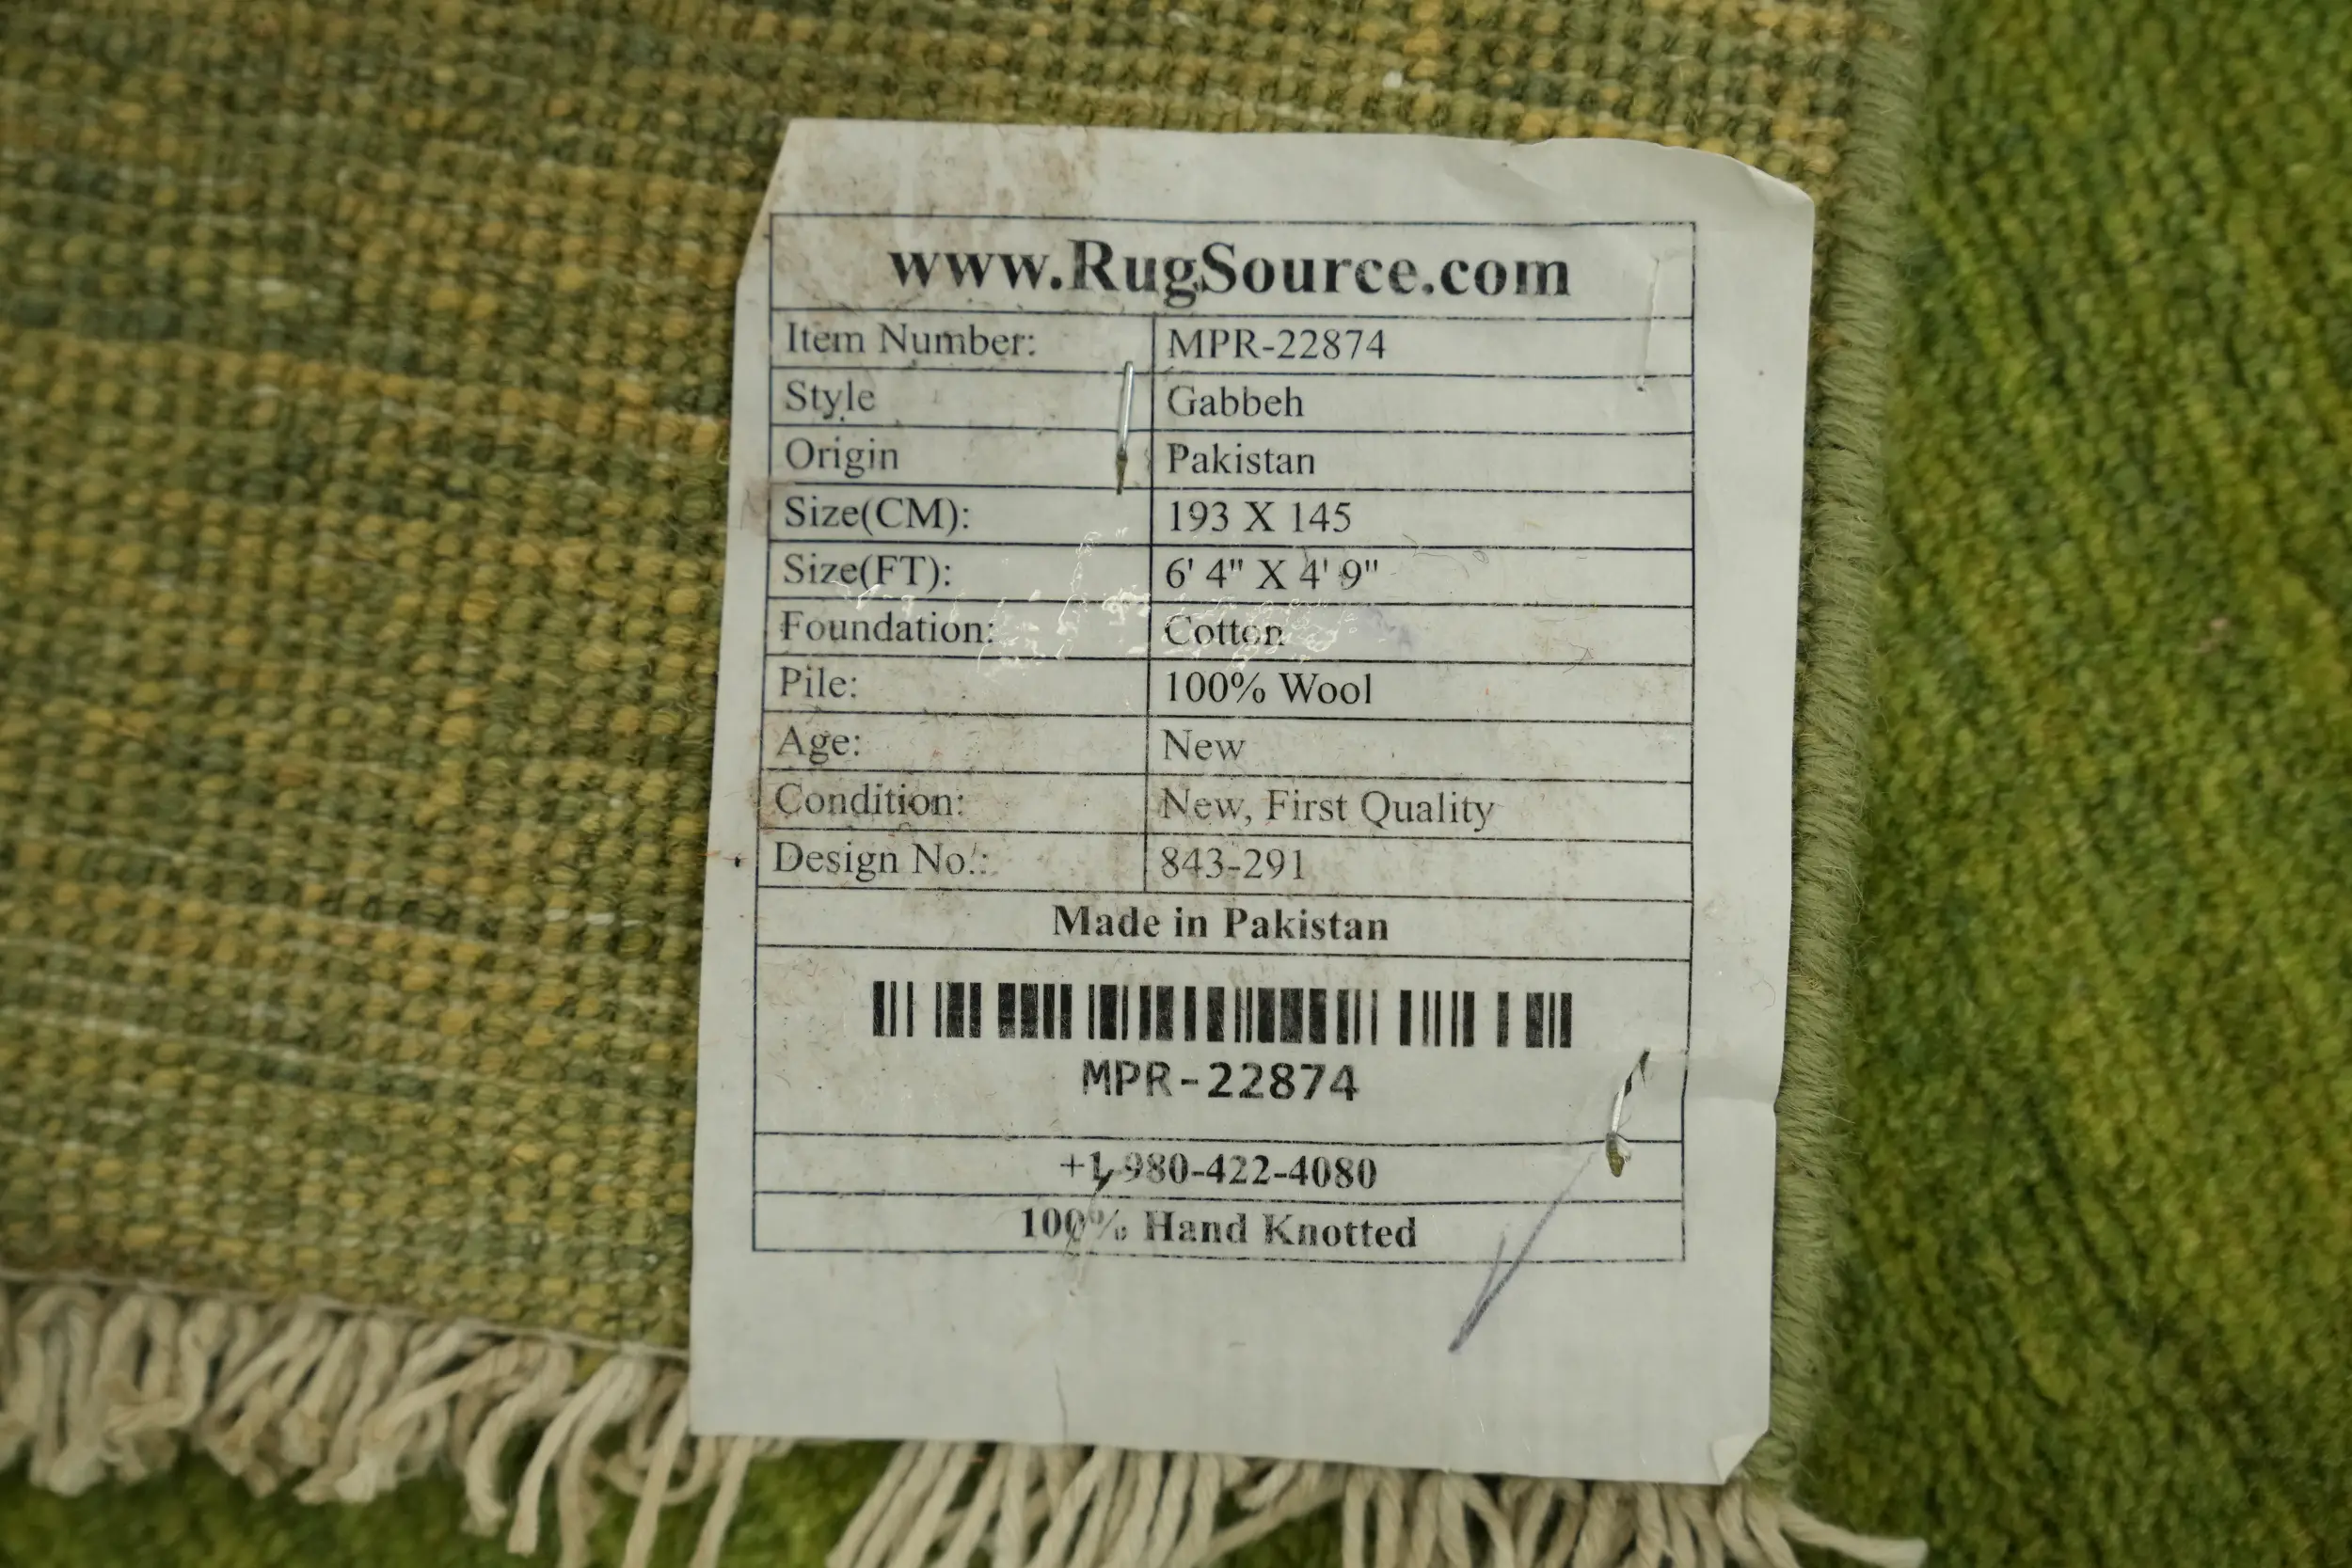 www.RugSource.com
Item Number: MPR-22874
Style Gabbeh
Origin Pakistan
Size(CM): 193 X 145
Size(FT): 6' 4" X 4' 9"
Foundation: Cotton
Pile: 100% Wool
Age: New
Condition: New, First Quality
Design No.: 843-291
Made in Pakistan
MPR-22874
+1-980-422-4080
100% Hand Knotted